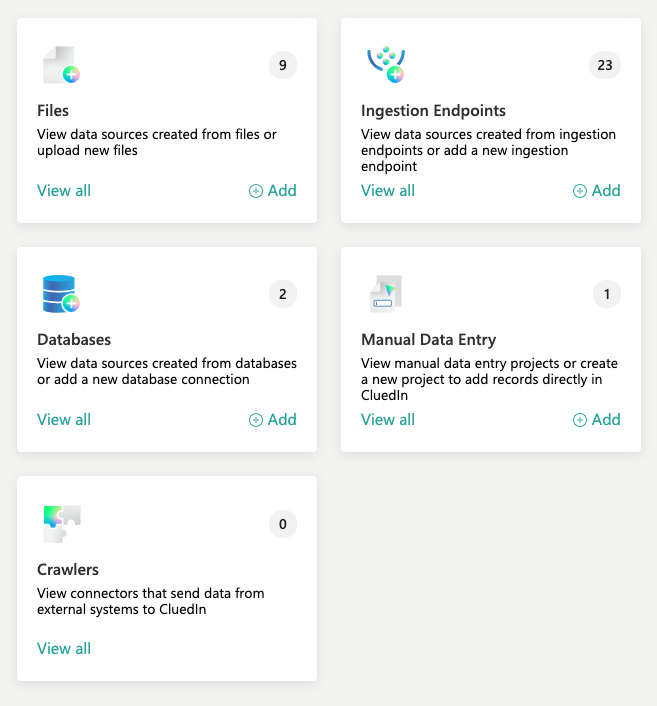 9
Files
View data sources created from files or
upload new files
View all
Add
23
Ingestion Endpoints
View data sources created from ingestion
endpoints or add a new ingestion
endpoint
View all
Add
2
Databases
View data sources created from databases
or add a new database connection
View all
Add
1
Manual Data Entry
View manual data entry projects or create
a new project to add records directly in
CluedIn
View all
Add
0
Crawlers
View connectors that send data from
external systems to CluedIn
View all